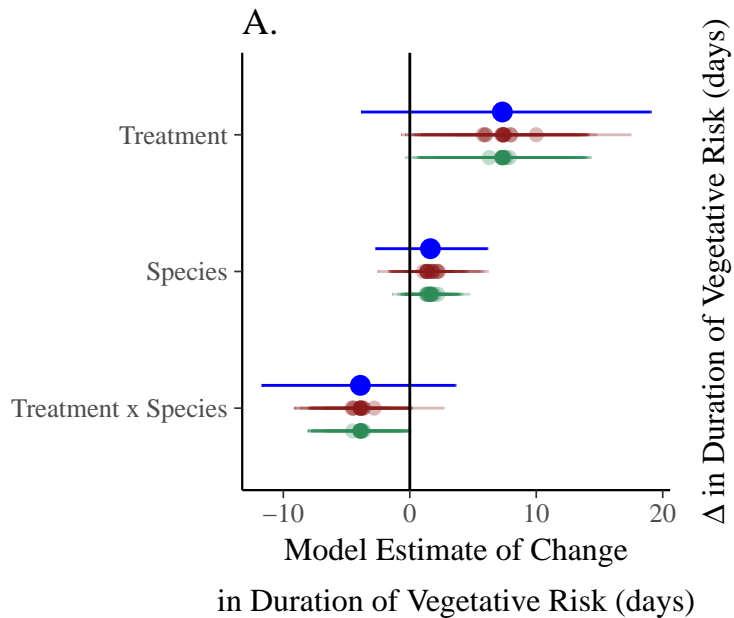 A.
Treatment
Species
Treatment x Species
−10 0 10 20
Model Estimate of Change
in Duration of Vegetative Risk (days)
Δ in Duration of Vegetative Risk (days)